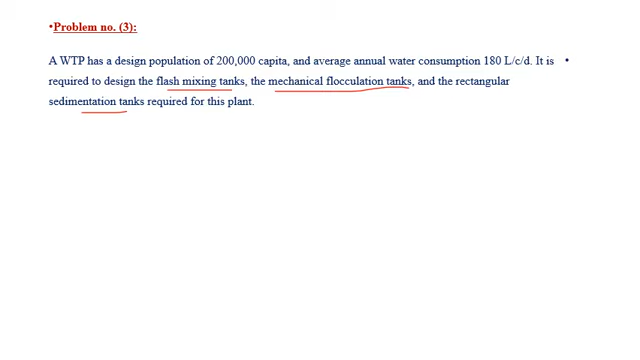 •Problem no. (3):
A WTP has a design population of 200,000 capita, and average annual water consumption 180 L/c/d. It is •
required to design the flash mixing tanks, the mechanical flocculation tanks, and the rectangular
sedimentation tanks required for this plant.